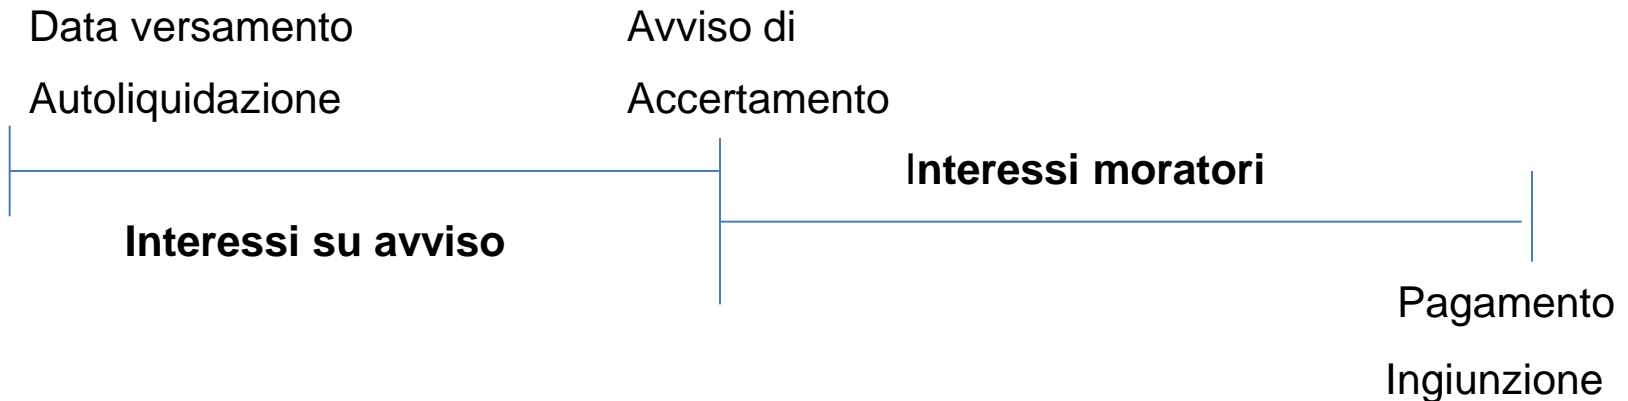 Data versamento
Autoliquidazione
Avviso di
Accertamento
Interessi moratori
Interessi su avviso
Pagamento
Ingiunzione